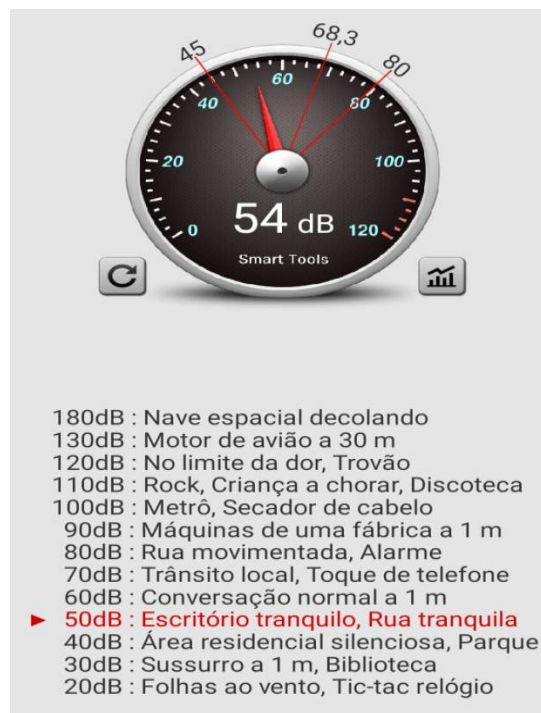 45
68,3
80
60
40
80
20
100
0
54 dB
120
Smart Tools
180dB : Nave espacial decolando
130dB : Motor de avião a 30 m
120dB : No limite da dor, Trovão
110dB : Rock, Criança a chorar, Discoteca
100dB : Metrô, Secador de cabelo
90dB : Máquinas de uma fábrica a 1 m
80dB : Rua movimentada, Alarme
70dB : Trânsito local, Toque de telefone
60dB : Conversação normal a 1 m
► 50dB : Escritório tranquilo, Rua tranquila
40dB : Área residencial silenciosa, Parque
30dB : Sussurro a 1 m, Biblioteca
20dB : Folhas ao vento, Tic-tac relógio